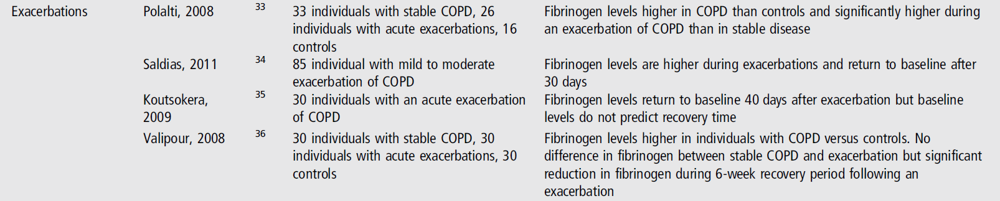 Exacerbations Polalti, 2008 33 33 individuals with stable COPD, 26 Fibrinogen levels higher in COPD than controls and significantly higher during
individuals with acute exacerbations, 16 an exacerbation of COPD than in stable disease
controls
Saldias, 2011 34 85 individual with mild to moderate Fibrinogen levels are higher during exacerbations and return to baseline after
exacerbation of COPD 30 days
Koutsokera, 35 30 individuals with an acute exacerbation Fibrinogen levels return to baseline 40 days after exacerbation but baseline
2009 of COPD levels do not predict recovery time
Valipour, 2008 36 30 individuals with stable COPD, 30 Fibrinogen levels higher in individuals with COPD versus controls. No
individuals with acute exacerbations, 30 difference in fibrinogen between stable COPD and exacerbation but significant
controls reduction in fibrinogen during 6-week recovery period following an
exacerbation